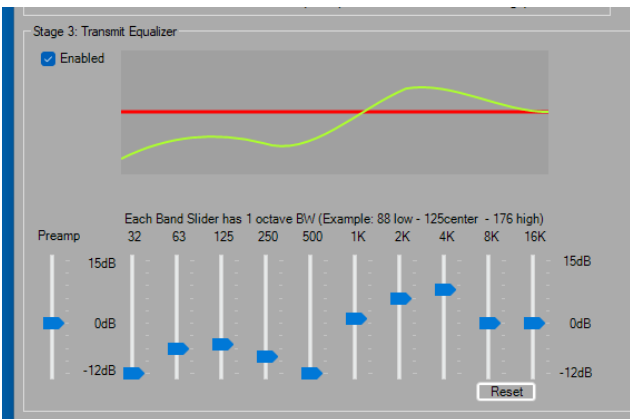 Stage 3: Transmit Equalizer
Enabled
Each Band Slider has 1 octave BW (Example: 88 low - 125center - 176 high)
Preamp 32 63 125 250 500 1K 2K 4K 8K 16K
15dB 15dB
0dB 0dB
-12dB -12dB
Reset